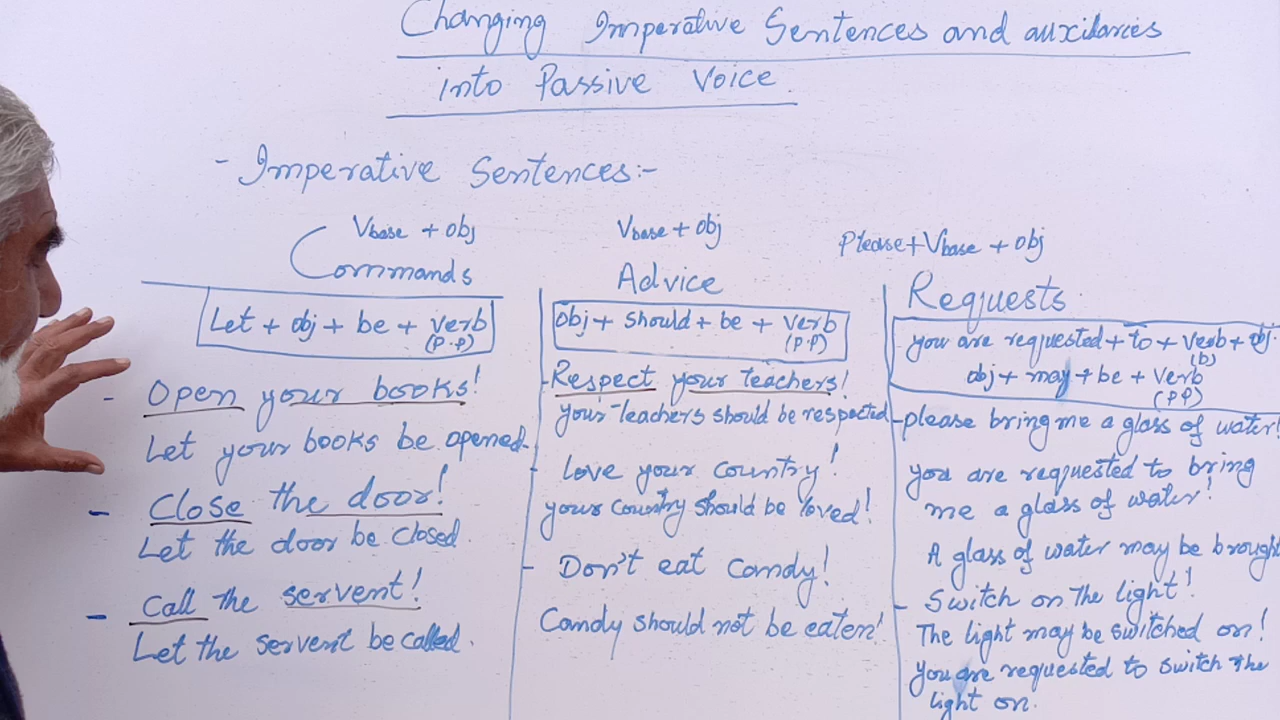 Changing Imperative Sentences and auxilaries
into Passive Voice.
- Imperative Sentences:-
Vbase + obj
Commands
Let + obj + be + verb
(P.P)
- Open your books!
Let your books be opened.
- Close the door!
Let the door be closed.
- Call the servent!
Let the servent be called.
Vbase + obj
Advice
obj + should + be + verb
(P.P)
- Respect your teachers!
your teachers should be respected
- love your country!
your country should be loved!
- Don't eat candy!
Candy should not be eaten!
Please + Vbase + obj
Requests
you are requested + to + verb + obj.
(b)
obj + may + be + verb
(PP)
- please bring me a glass of water!
you are requested to bring
me a glass of water!
A glass of water may be brought
- Switch on the light!
The light may be switched on!
you are requested to switch the
light on.